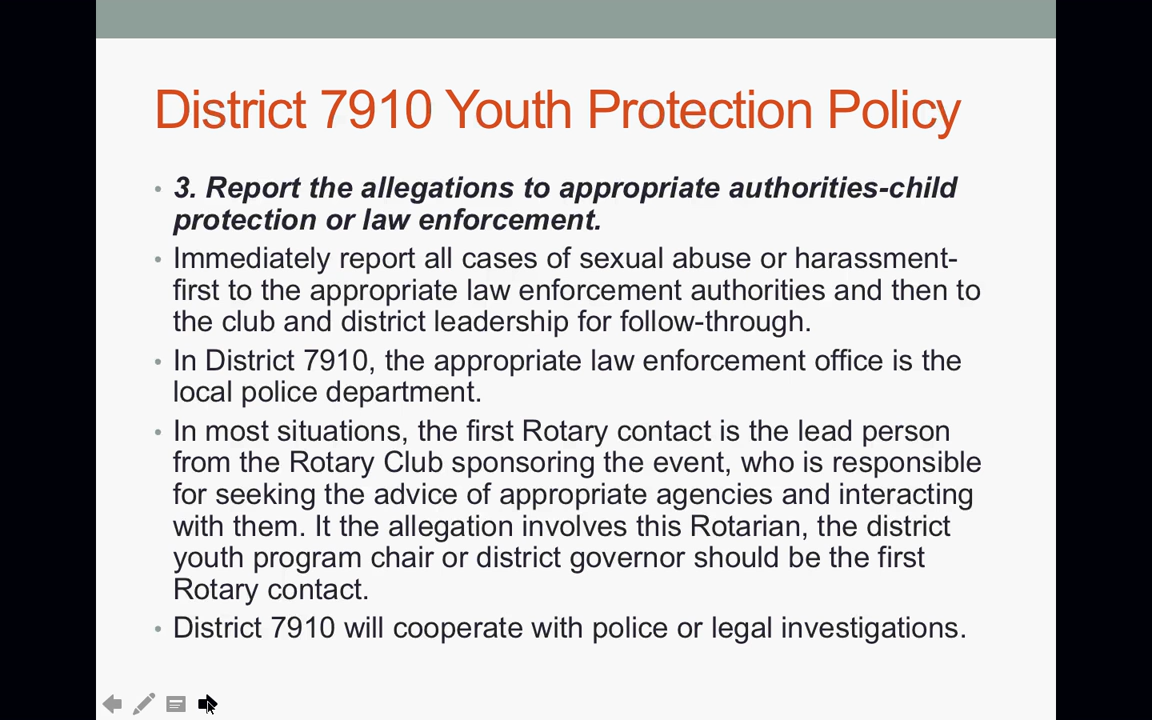 District 7910 Youth Protection Policy
• 3. Report the allegations to appropriate authorities-child
protection or law enforcement.
• Immediately report all cases of sexual abuse or harassment-
first to the appropriate law enforcement authorities and then to
the club and district leadership for follow-through.
• In District 7910, the appropriate law enforcement office is the
local police department.
• In most situations, the first Rotary contact is the lead person
from the Rotary Club sponsoring the event, who is responsible
for seeking the advice of appropriate agencies and interacting
with them. It the allegation involves this Rotarian, the district
youth program chair or district governor should be the first
Rotary contact.
• District 7910 will cooperate with police or legal investigations.